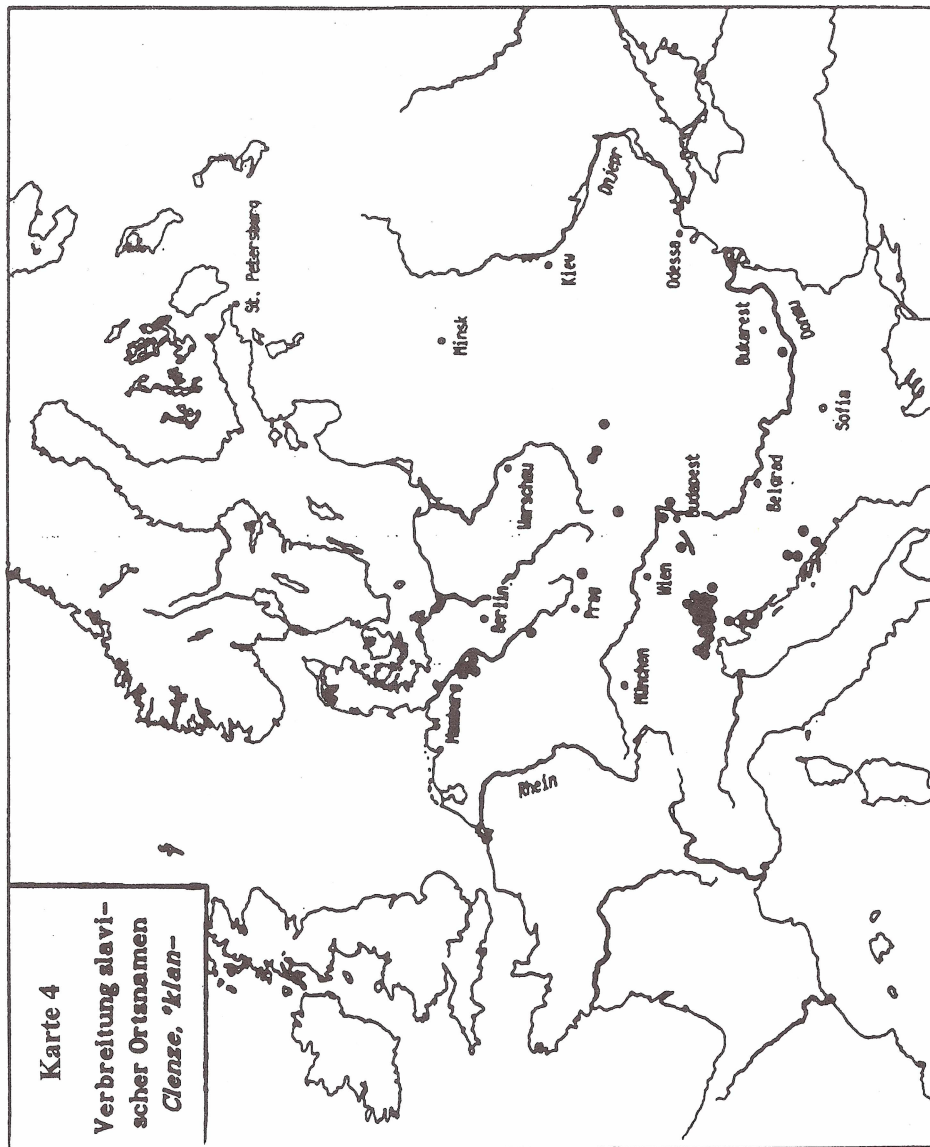 Karte 4
Verbreitung slavi-
scher Ortsnamen
Clenze, *klan-
St. Petersburg
Minsk
Kiev
Dnjepr
Odessa
Bukarest
Donau
Sofia
Belgrad
Budapest
Warschau
Berlin
Prag
Wien
Hamburg
München
Rhein